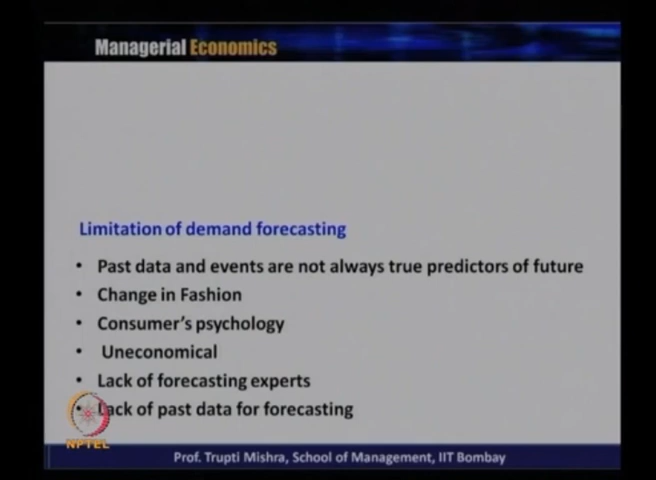 Managerial Economics
Limitation of demand forecasting
• Past data and events are not always true predictors of future
• Change in Fashion
• Consumer's psychology
• Uneconomical
• Lack of forecasting experts
• Lack of past data for forecasting
NPTEL
Prof. Trupti Mishra, School of Management, IIT Bombay